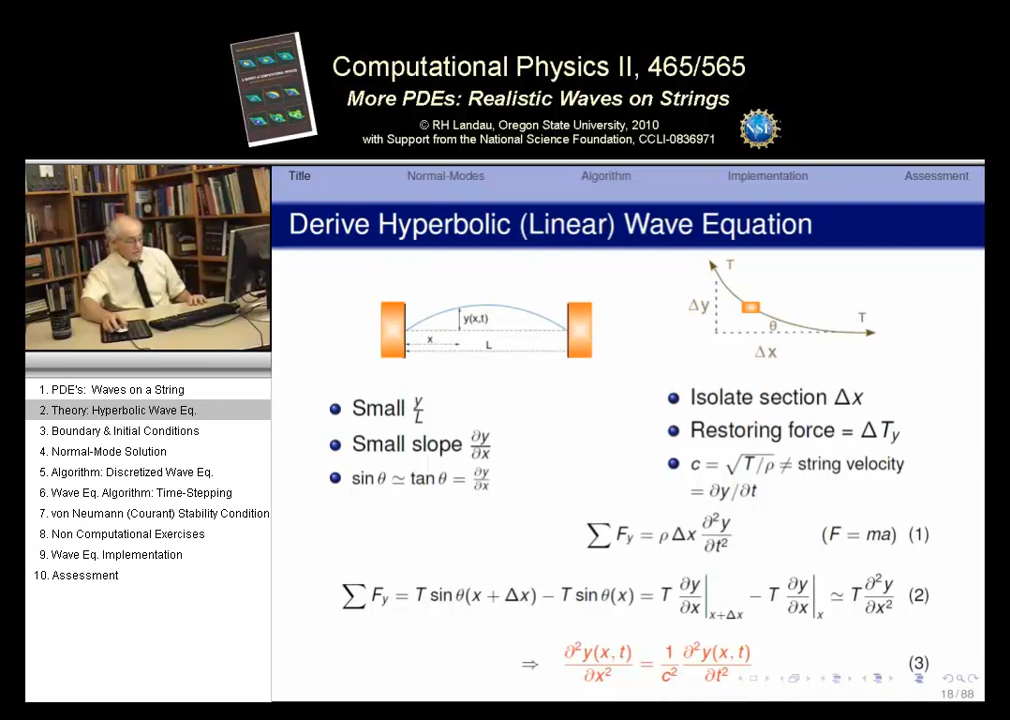 Computational Physics II, 465/565
More PDEs: Realistic Waves on Strings
© RH Landau, Oregon State University, 2010
with Support from the National Science Foundation, CCLI-0836971
NSF
Title Normal-Modes Algorithm Implementation Assessment
Derive Hyperbolic (Linear) Wave Equation
y(x,t)
x
L
T
Δy
θ
T
Δx
Small y/L
Small slope ∂y/∂x
sin θ ≃ tan θ = ∂y/∂x
Isolate section Δx
Restoring force = ΔT_y
c = √T/ρ ≠ string velocity
= ∂y/∂t
∑ F_y = ρ Δx ∂²y/∂t² (F = ma) (1)
∑ F_y = T sin θ(x + Δx) − T sin θ(x) = T ∂y/∂x|_{x+Δx} − T ∂y/∂x|_x ≃ T ∂²y/∂x² (2)
⇒ ∂²y(x, t)/∂x² = 1/c² ∂²y(x, t)/∂t² (3)
18/88
1. PDE's: Waves on a String
2. Theory: Hyperbolic Wave Eq.
3. Boundary & Initial Conditions
4. Normal-Mode Solution
5. Algorithm: Discretized Wave Eq.
6. Wave Eq. Algorithm: Time-Stepping
7. von Neumann (Courant) Stability Condition
8. Non Computational Exercises
9. Wave Eq. Implementation
10. Assessment